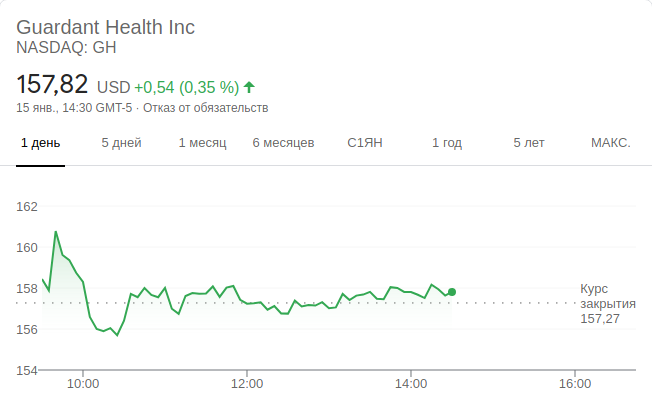 Guardant Health Inc
NASDAQ: GH
157,82 USD +0,54 (0,35 %)
15 янв., 14:30 GMT-5 · Отказ от обязательств
1 день 5 дней 1 месяц 6 месяцев С1ЯН 1 год 5 лет МАКС.
162
160
158
156
154
Курс
закрытия
157,27
10:00 12:00 14:00 16:00